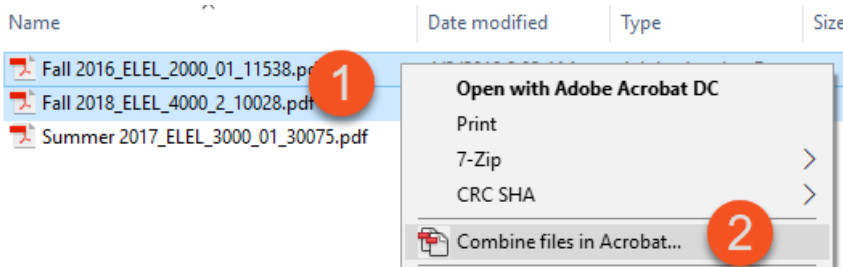 Name Date modified Type Size
Fall 2016_ELEL_2000_01_11538.pdf
1
Fall 2018_ELEL_4000_2_10028.pdf
Summer 2017_ELEL_3000_01_30075.pdf
Open with Adobe Acrobat DC
Print
7-Zip
CRC SHA
Combine files in Acrobat...
2